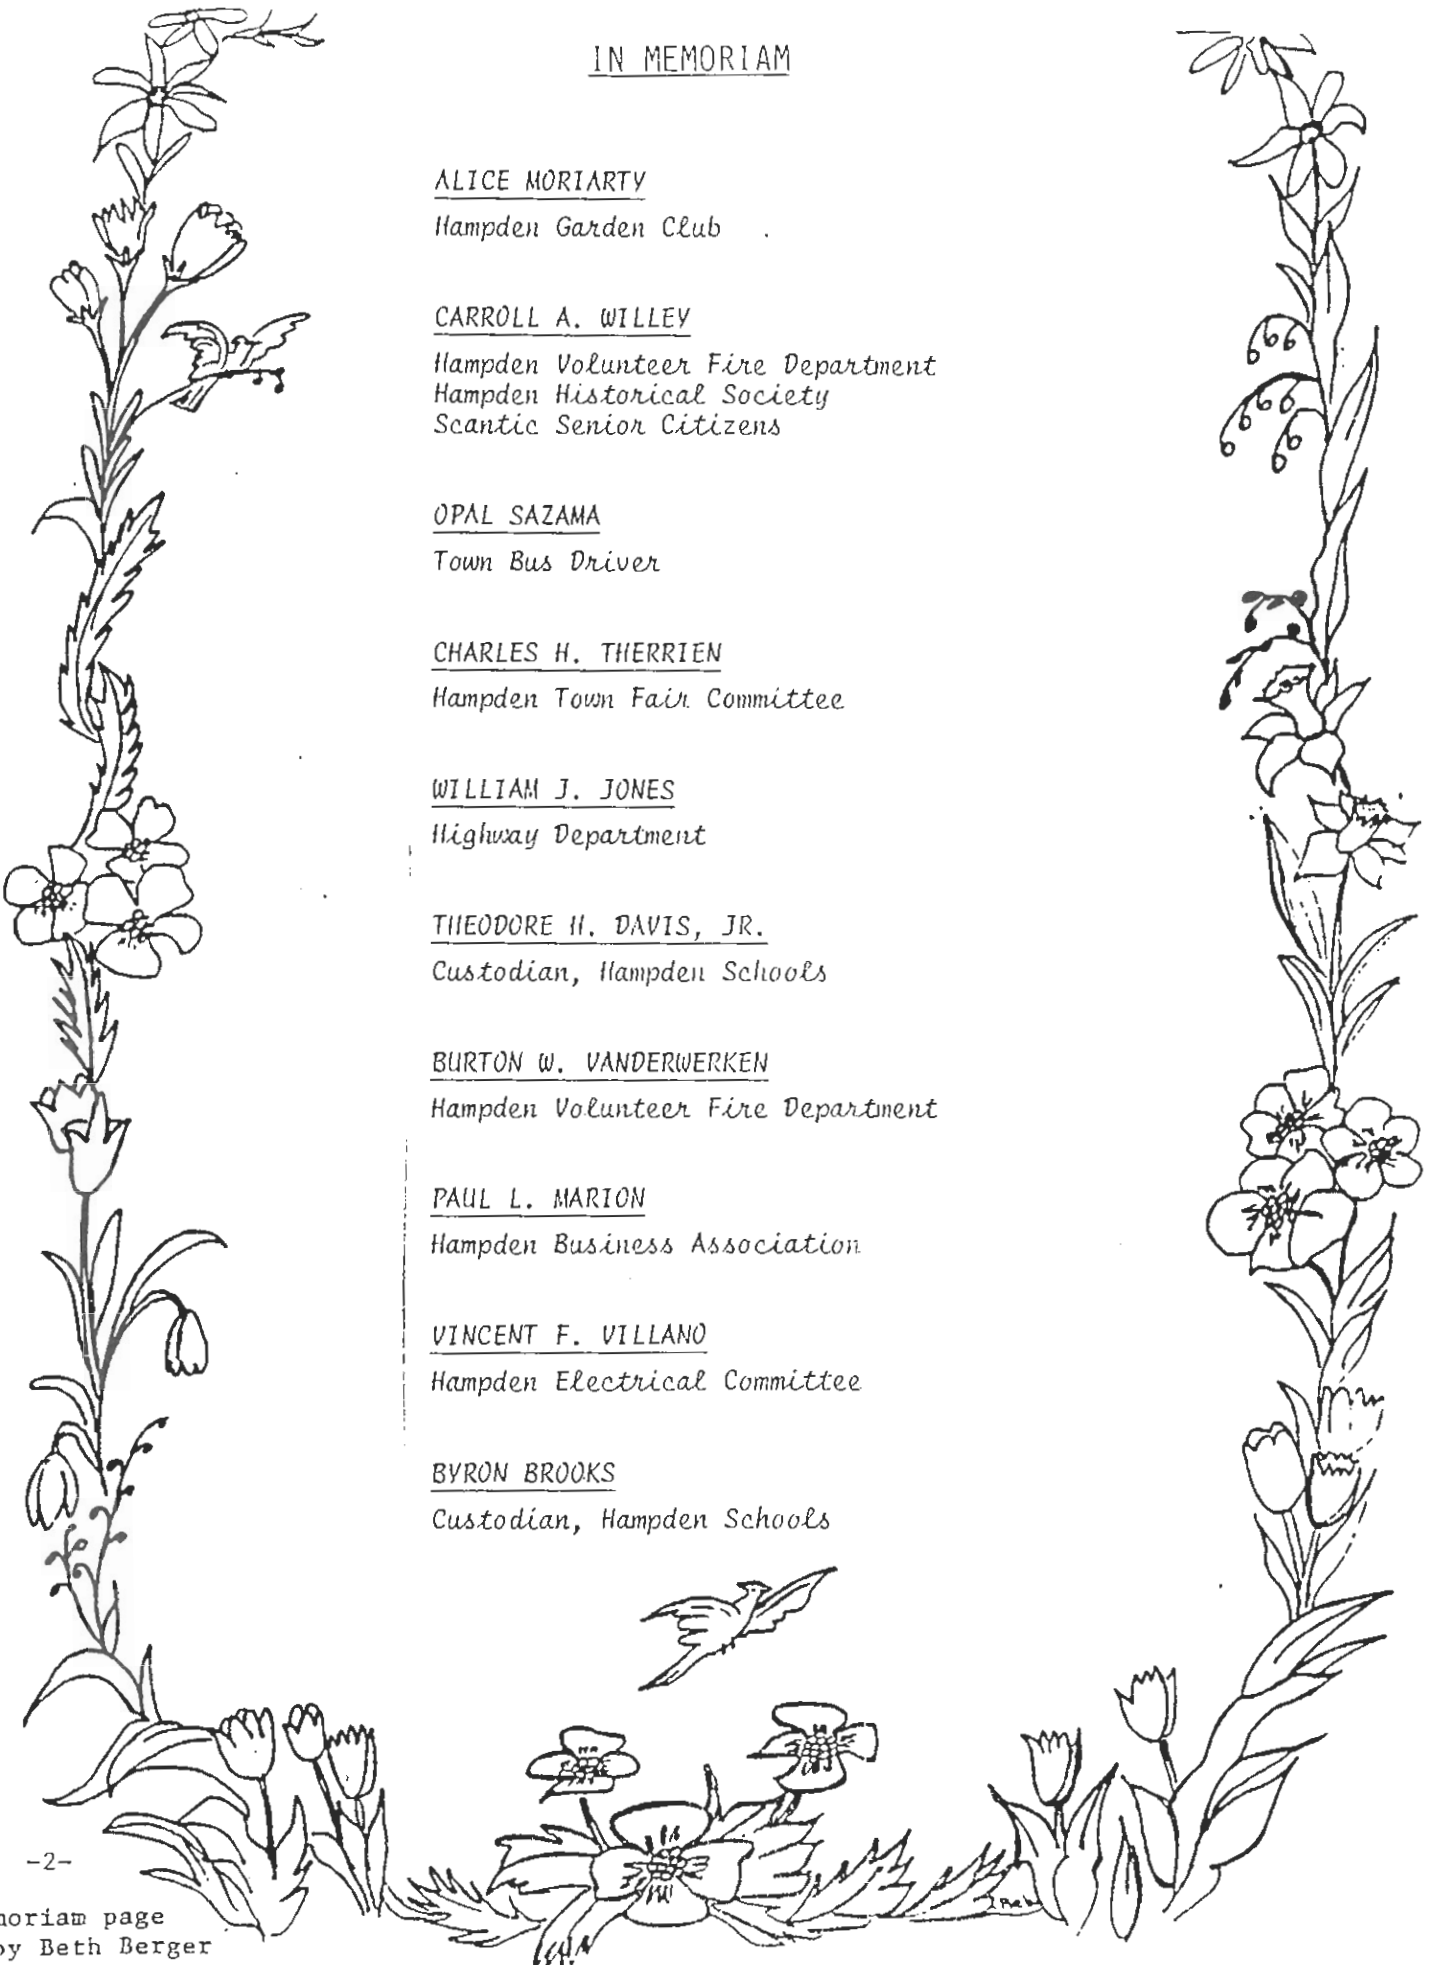 IN MEMORIAM
ALICE MORIARTY
Hampden Garden Club
CARROLL A. WILLEY
Hampden Volunteer Fire Department
Hampden Historical Society
Scantic Senior Citizens
OPAL SAZAMA
Town Bus Driver
CHARLES H. THERRIEN
Hampden Town Fair Committee
WILLIAM J. JONES
Highway Department
THEODORE H. DAVIS, JR.
Custodian, Hampden Schools
BURTON W. VANDERWERKEN
Hampden Volunteer Fire Department
PAUL L. MARION
Hampden Business Association
VINCENT F. VILLANO
Hampden Electrical Committee
BYRON BROOKS
Custodian, Hampden Schools
-2-
moriam page
by Beth Berger